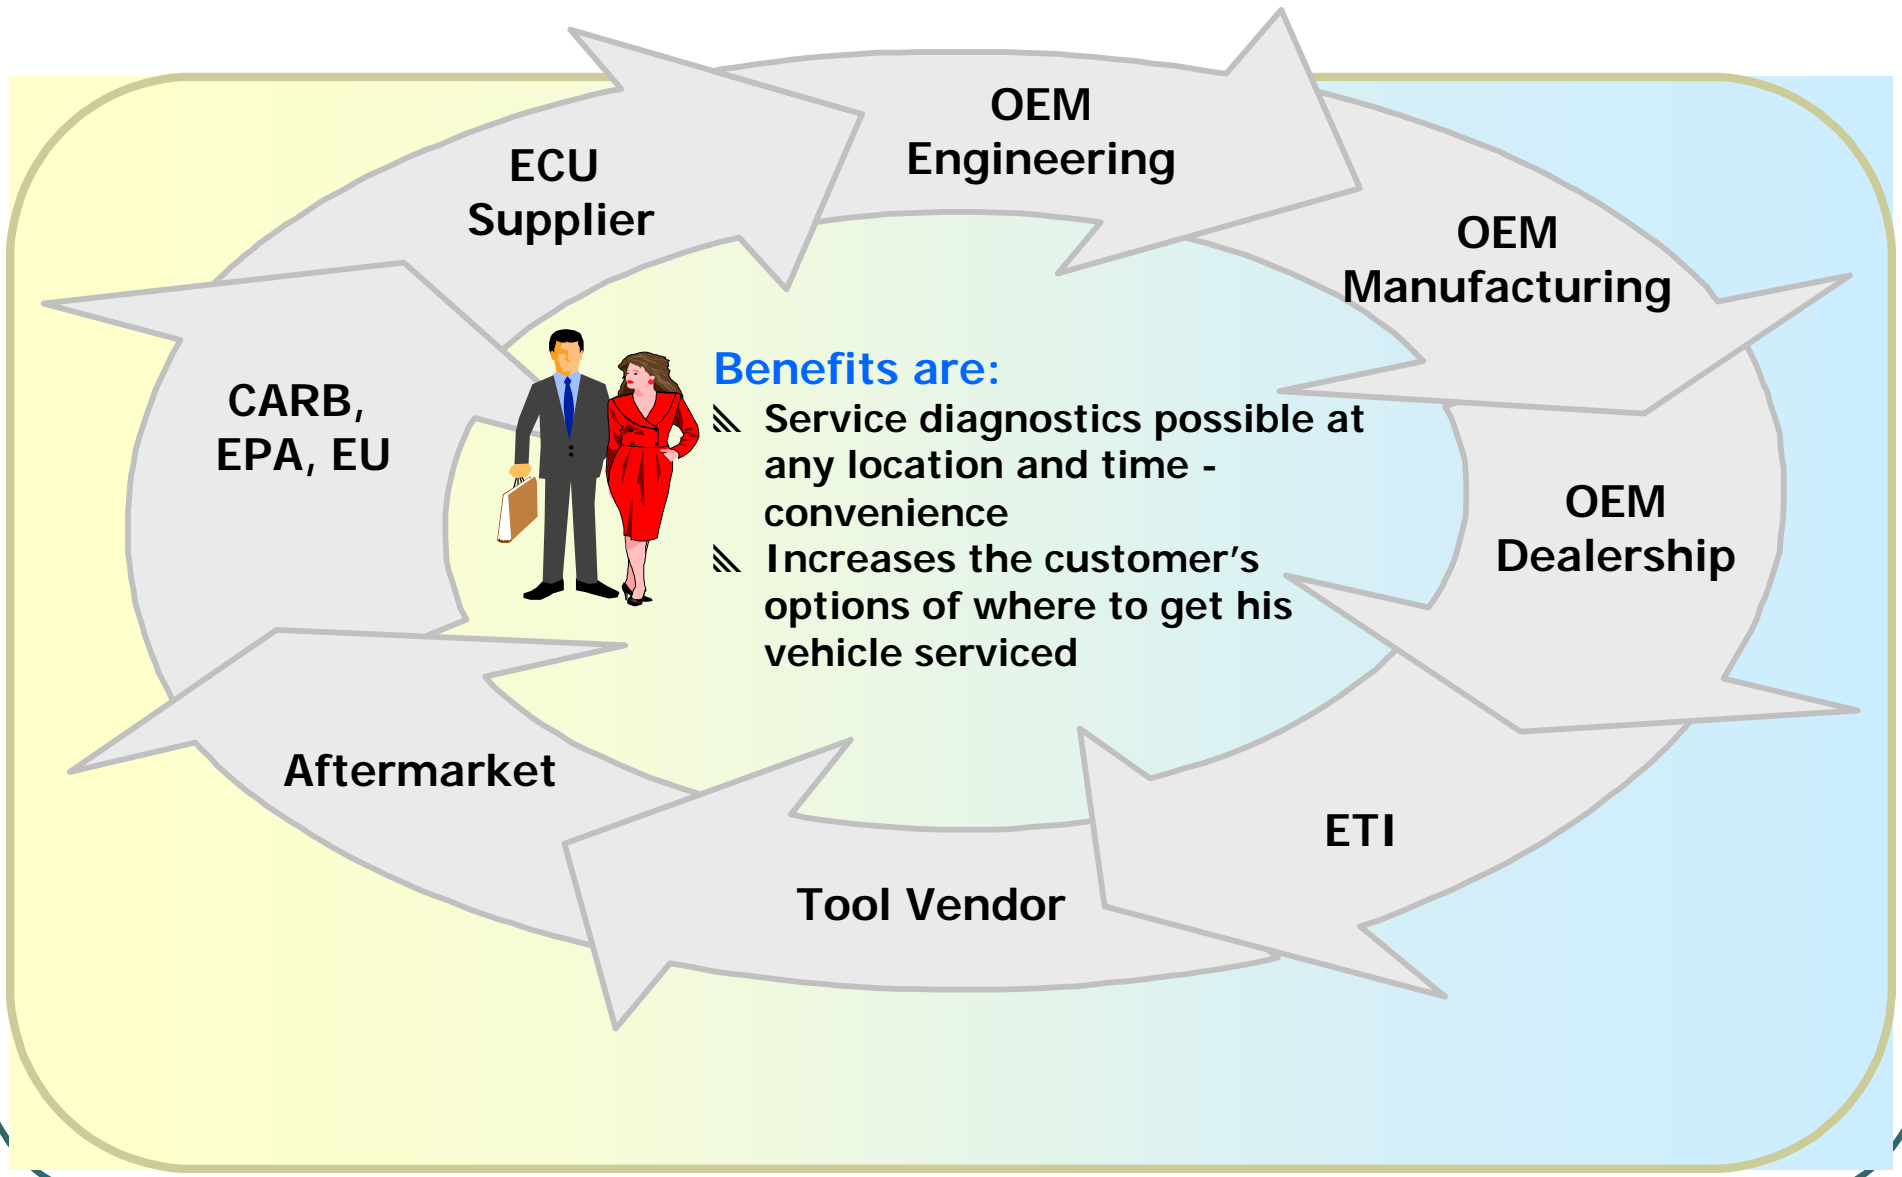 OEM
Engineering
ECU
Supplier
OEM
Manufacturing
CARB,
EPA, EU
Benefits are:
Service diagnostics possible at
any location and time -
convenience
Increases the customer’s
options of where to get his
vehicle serviced
OEM
Dealership
Aftermarket
ETI
Tool Vendor